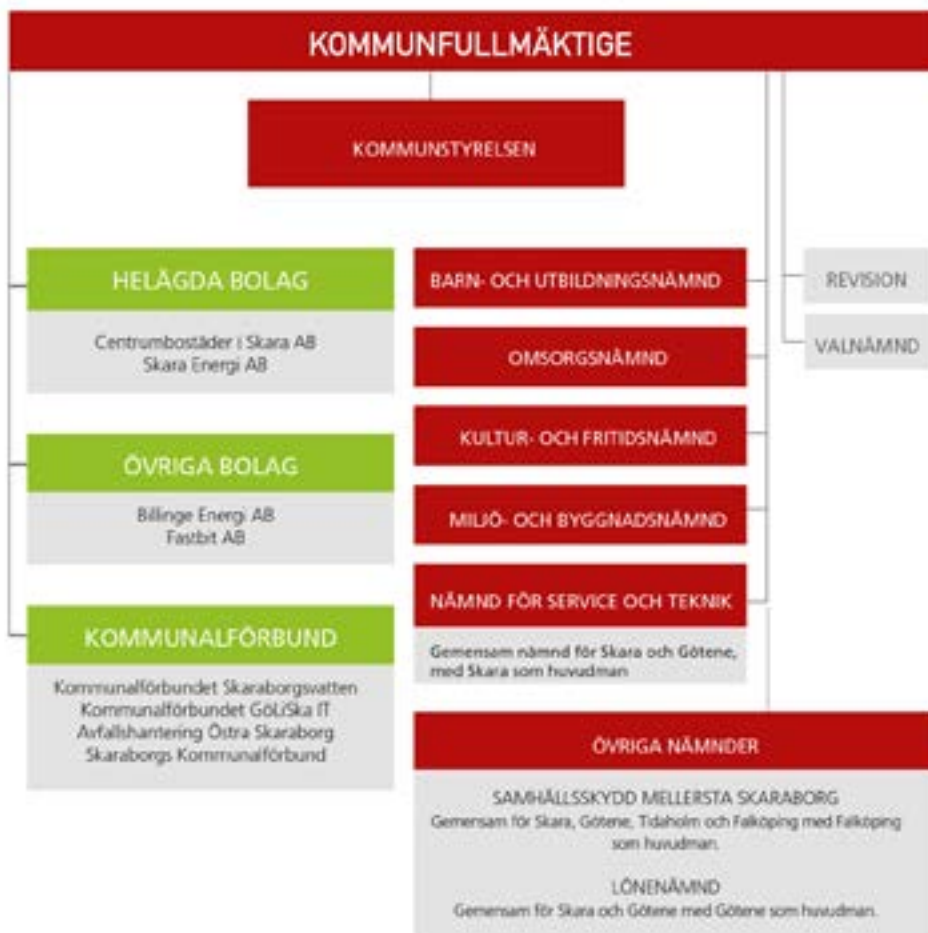 KOMMUNFULLMÄKTIGE
KOMMUNSTYRELSEN
HELÄGDA BOLAG
Centrumbostäder i Skara AB
Skara Energi AB
ÖVRIGA BOLAG
Billinge Energi AB
Fastbit AB
KOMMUNALFÖRBUND
Kommunalförbundet Skaraborgsvatten
Kommunalförbundet GöLiSka IT
Avfallshantering Östra Skaraborg
Skaraborgs Kommunalförbund
BARN- OCH UTBILDNINGSNÄMND
OMSORGSNÄMND
KULTUR- OCH FRITIDSNÄMND
MILJÖ- OCH BYGGNADSNÄMND
NÄMND FÖR SERVICE OCH TEKNIK
Gemensam nämnd för Skara och Götene,
med Skara som huvudman
ÖVRIGA NÄMNDER
SAMHÄLLSSKYDD MELLERSTA SKARABORG
Gemensam för Skara, Götene, Tidaholm och Falköping med Falköping
som huvudman.
LÖNENÄMND
Gemensam för Skara och Götene med Götene som huvudman.
REVISION
VALNÄMND